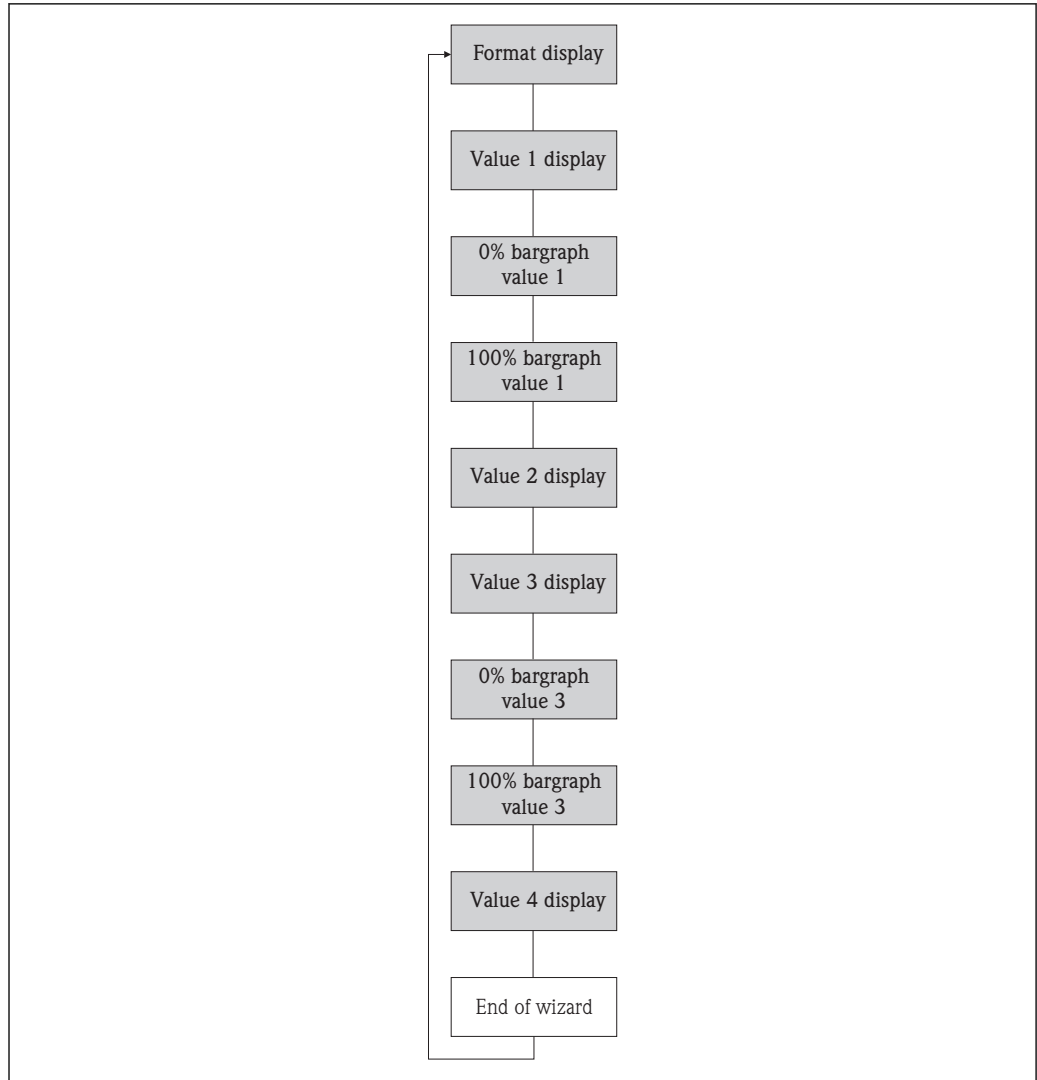 Format display
Value 1 display
0% bargraph
value 1
100% bargraph
value 1
Value 2 display
Value 3 display
0% bargraph
value 3
100% bargraph
value 3
Value 4 display
End of wizard